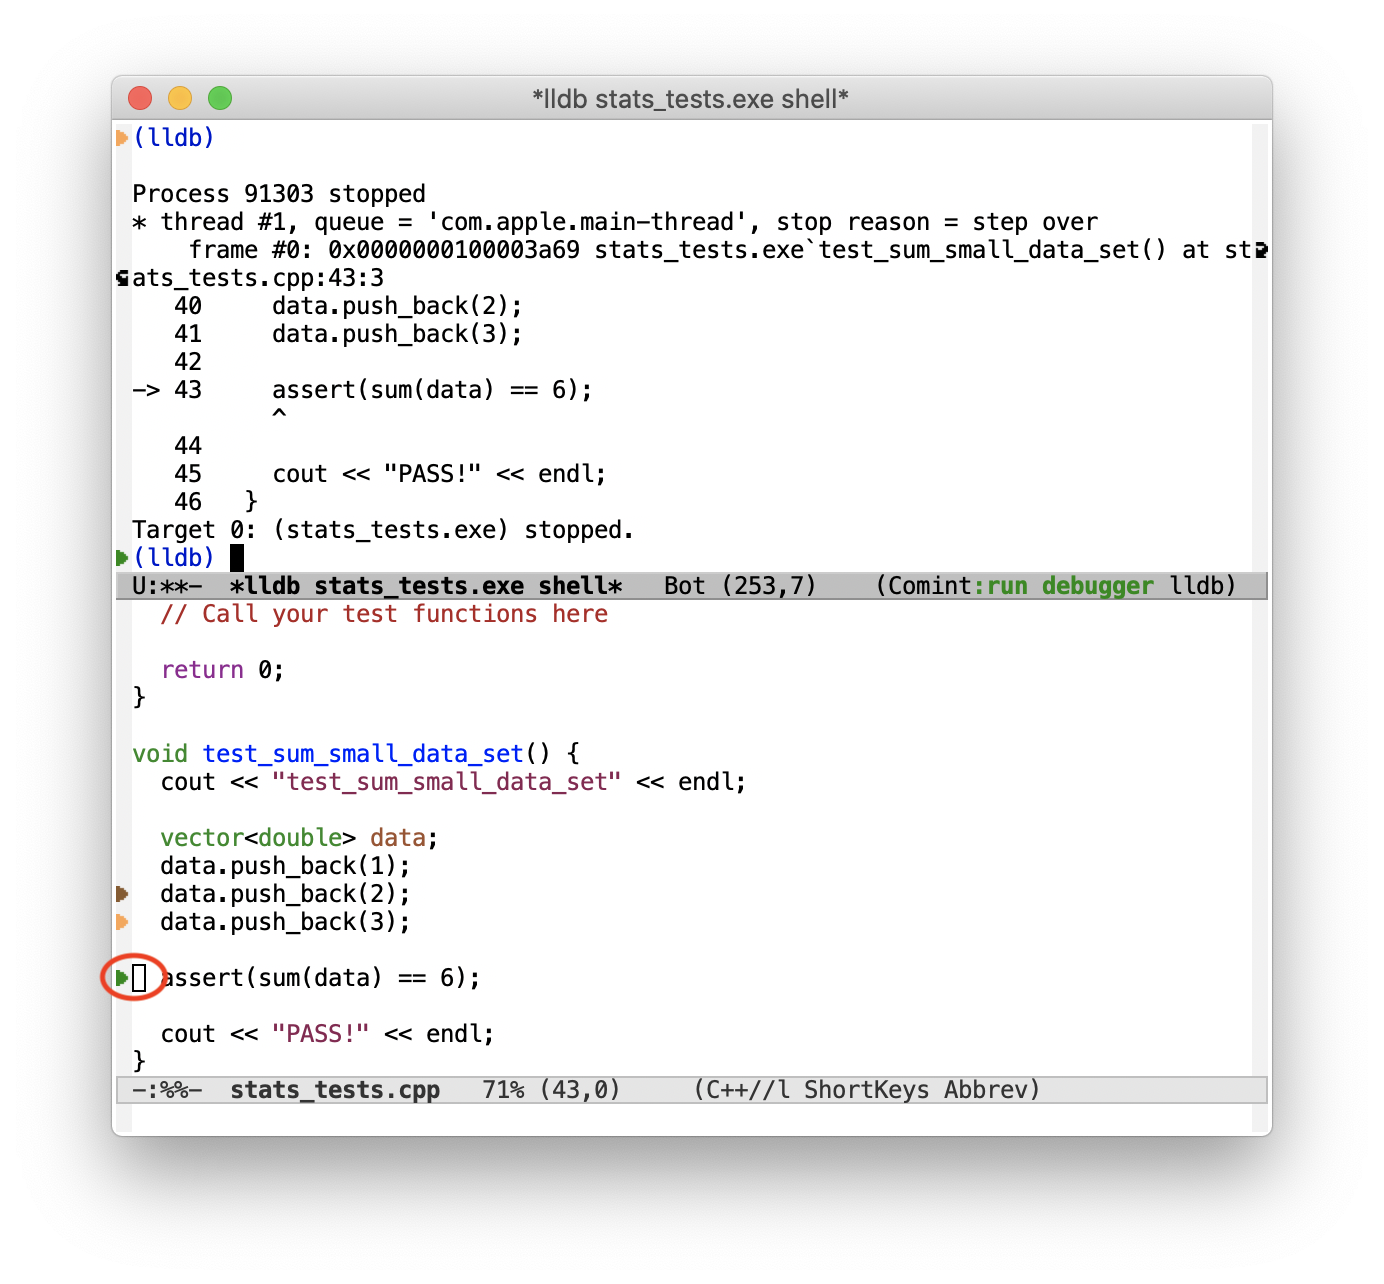 *lldb stats_tests.exe shell*
(lldb)
Process 91303 stopped
* thread #1, queue = 'com.apple.main-thread', stop reason = step over
    frame #0: 0x0000000100003a69 stats_tests.exe`test_sum_small_data_set() at st
ats_tests.cpp:43:3
   40     data.push_back(2);
   41     data.push_back(3);
   42
-> 43     assert(sum(data) == 6);
          ^
   44
   45     cout << "PASS!" << endl;
   46   }
Target 0: (stats_tests.exe) stopped.
(lldb)
U:**-  *lldb stats_tests.exe shell*   Bot (253,7)    (Comint:run debugger lldb)
  // Call your test functions here
  return 0;
}
void test_sum_small_data_set() {
  cout << "test_sum_small_data_set" << endl;
  vector<double> data;
  data.push_back(1);
  data.push_back(2);
  data.push_back(3);
  assert(sum(data) == 6);
  cout << "PASS!" << endl;
}
-:%%-  stats_tests.cpp   71% (43,0)     (C++//l ShortKeys Abbrev)